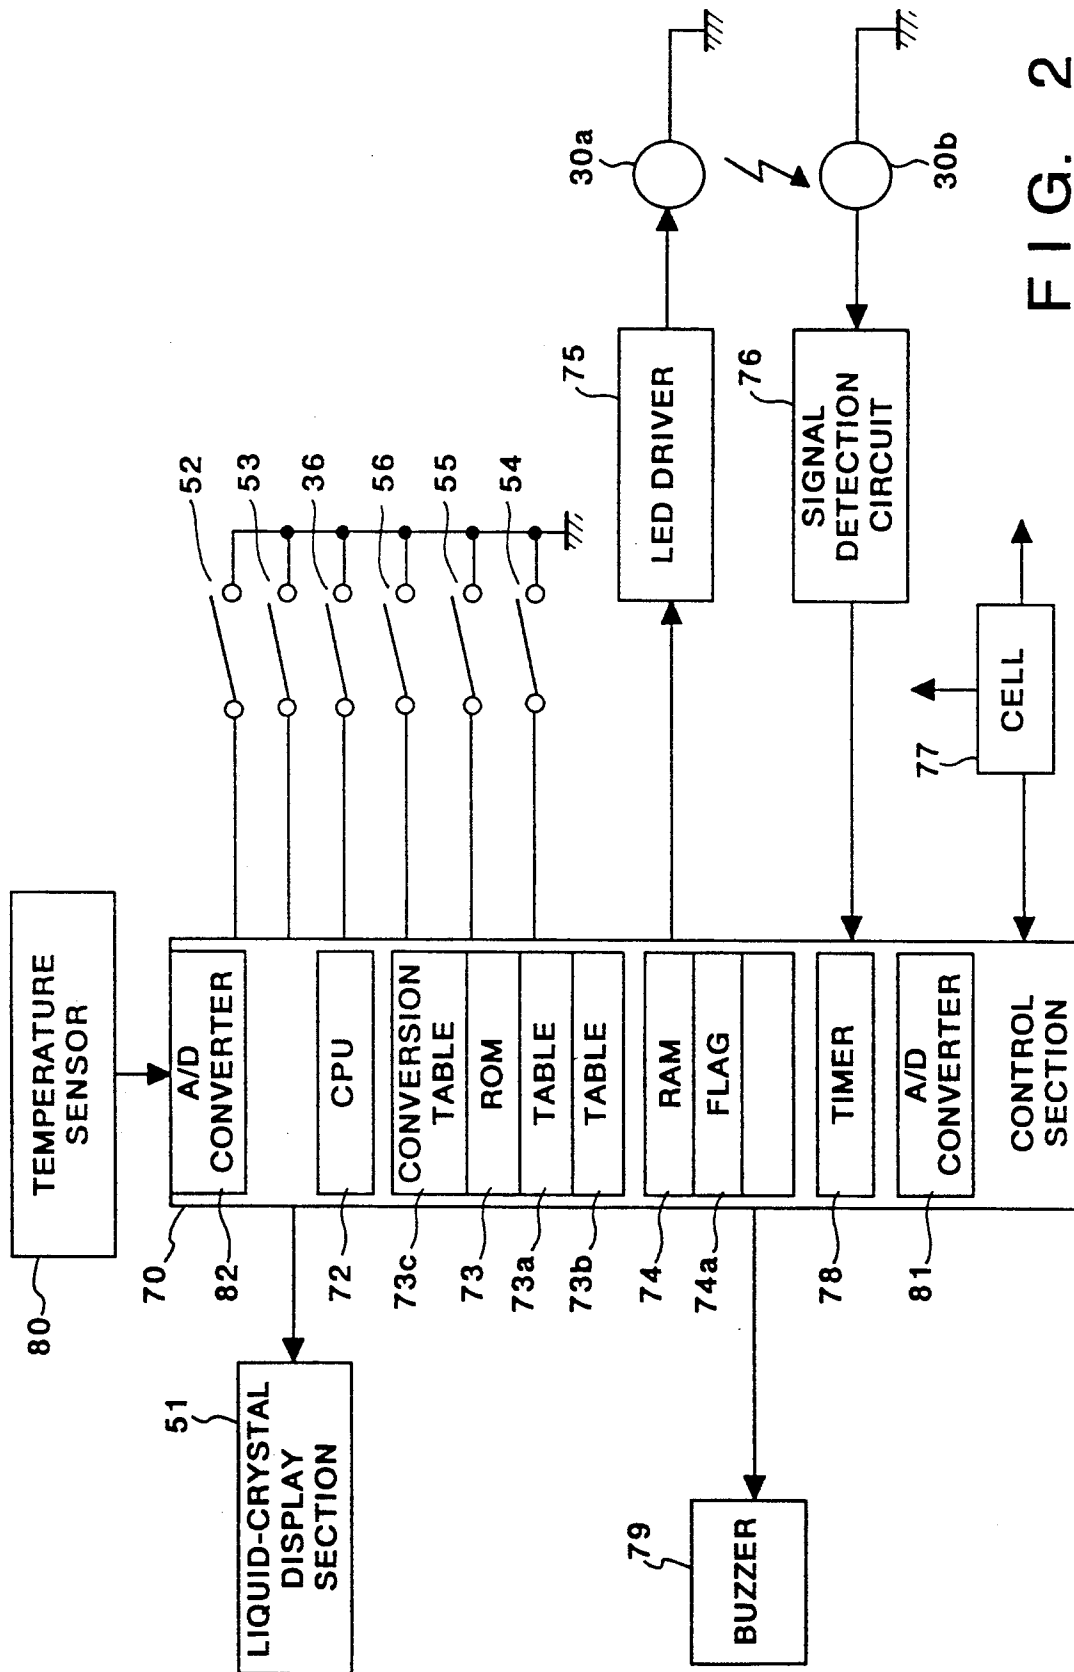 80
TEMPERATURE
SENSOR
70
82
A/D
CONVERTER
51
LIQUID-CRYSTAL
DISPLAY
SECTION
72
CPU
73c
CONVERSION
TABLE
73
ROM
73a
TABLE
73b
TABLE
74
RAM
74a
FLAG
78
TIMER
81
A/D
CONVERTER
CONTROL
SECTION
79
BUZZER
52
53
36
56
55
54
75
LED DRIVER
30a
76
SIGNAL
DETECTION
CIRCUIT
30b
77
CELL
FIG. 2